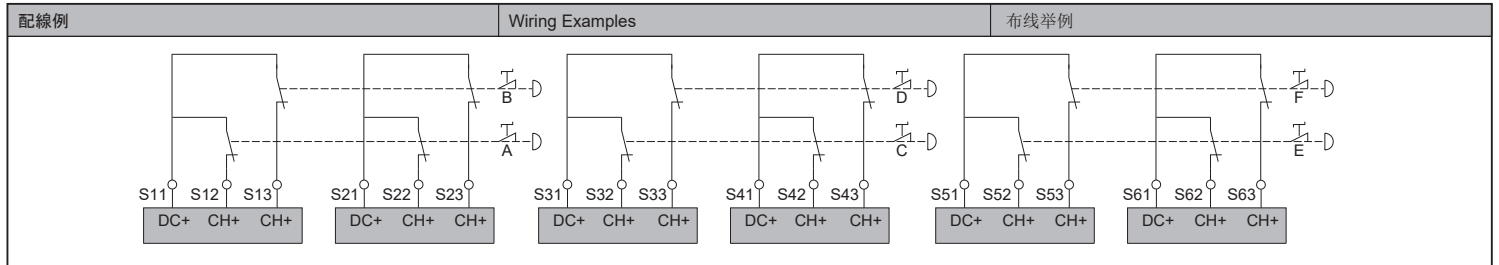 配線例 Wiring Examples 布线举例
B D F
A C E
S11 S12 S13 S21 S22 S23 S31 S32 S33 S41 S42 S43 S51 S52 S53 S61 S62 S63
DC+ CH+ CH+ DC+ CH+ CH+ DC+ CH+ CH+ DC+ CH+ CH+ DC+ CH+ CH+ DC+ CH+ CH+